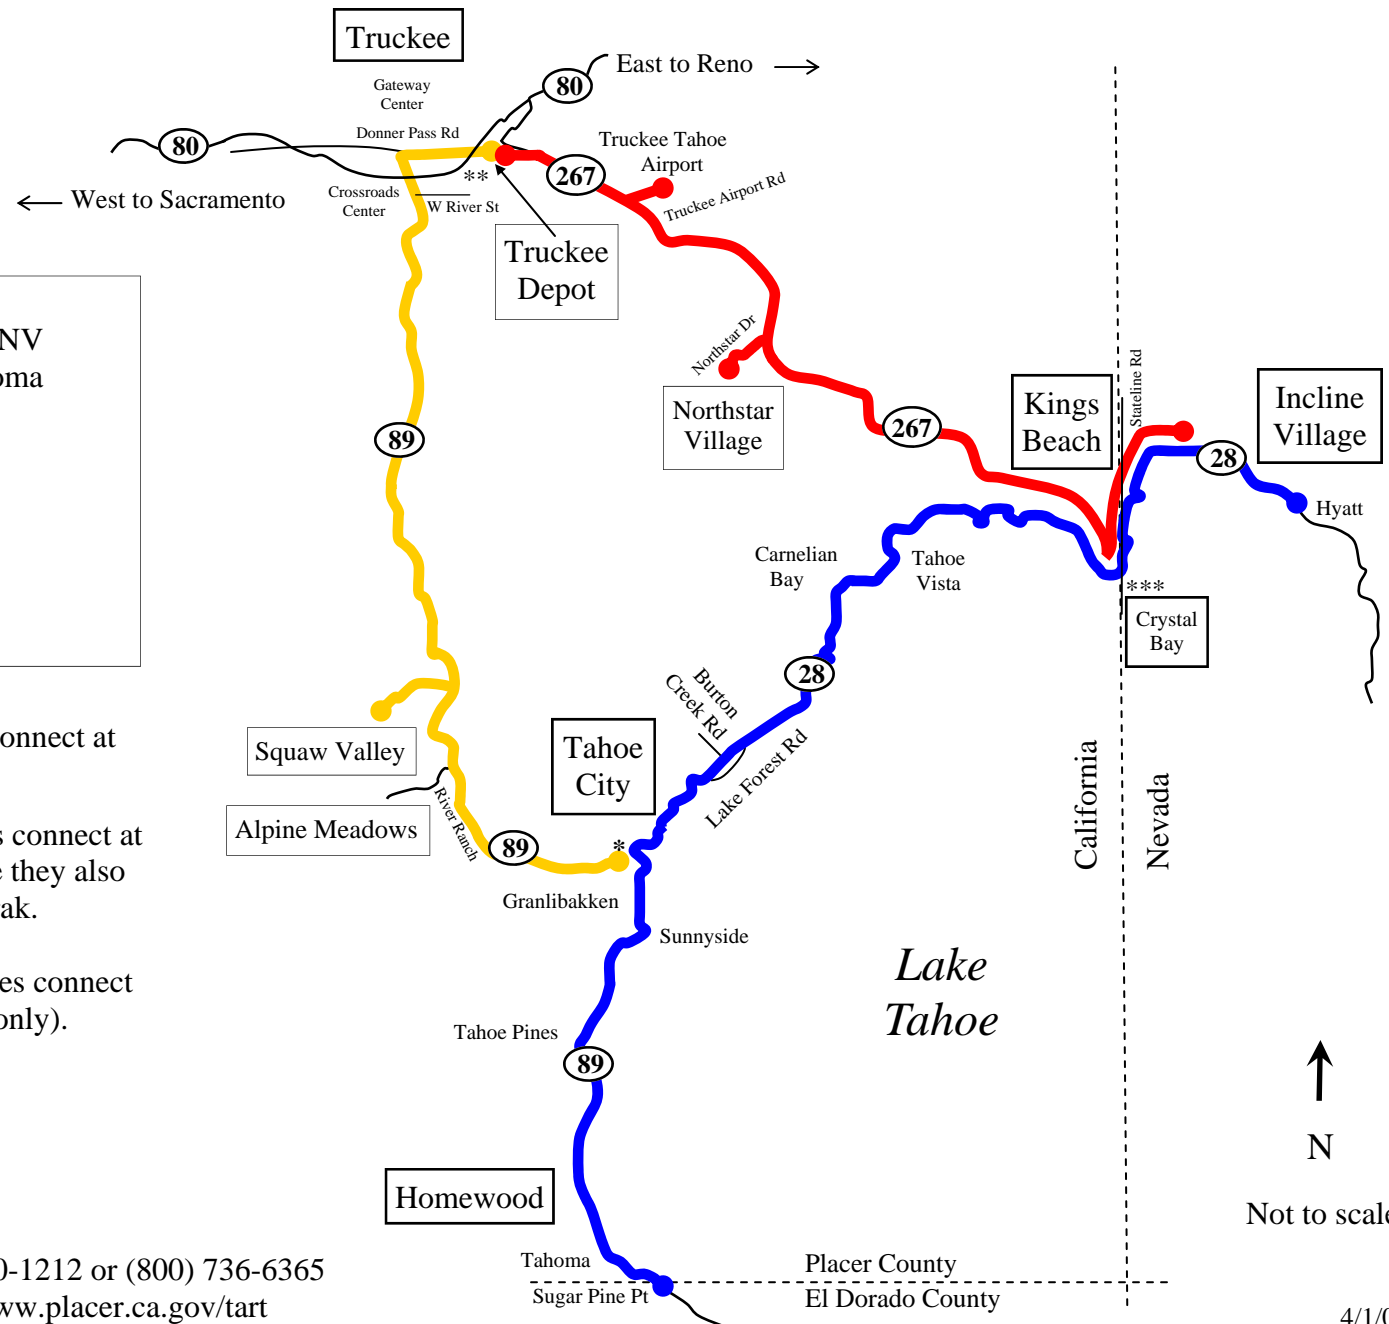 Truckee
Gateway
Center
Donner Pass Rd
80
80
East to Reno
Truckee Tahoe
Airport
Truckee Airport Rd
267
**
Crossroads
Center
W River St
West to Sacramento
Truckee
Depot
NV
89
Northstar Dr
Northstar
Village
267
Kings
Beach
Stateline Rd
Incline
Village
28
Hyatt
Carnelian
Bay
Tahoe
Vista
***
Crystal
Bay
28
Burton
Creek Rd
Lake Forest Rd
Squaw Valley
Alpine Meadows
River Ranch
Tahoe
City
89
*
Granlibakken
Sunnyside
California
Nevada
connect at
connect at
they also
connect
only).
Lake
Tahoe
Tahoe Pines
89
N
Not to scale
Homewood
Tahoma
Sugar Pine Pt
Placer County
El Dorado County
0-1212 or (800) 736-6365
www.placer.ca.gov/tart
4/1/0